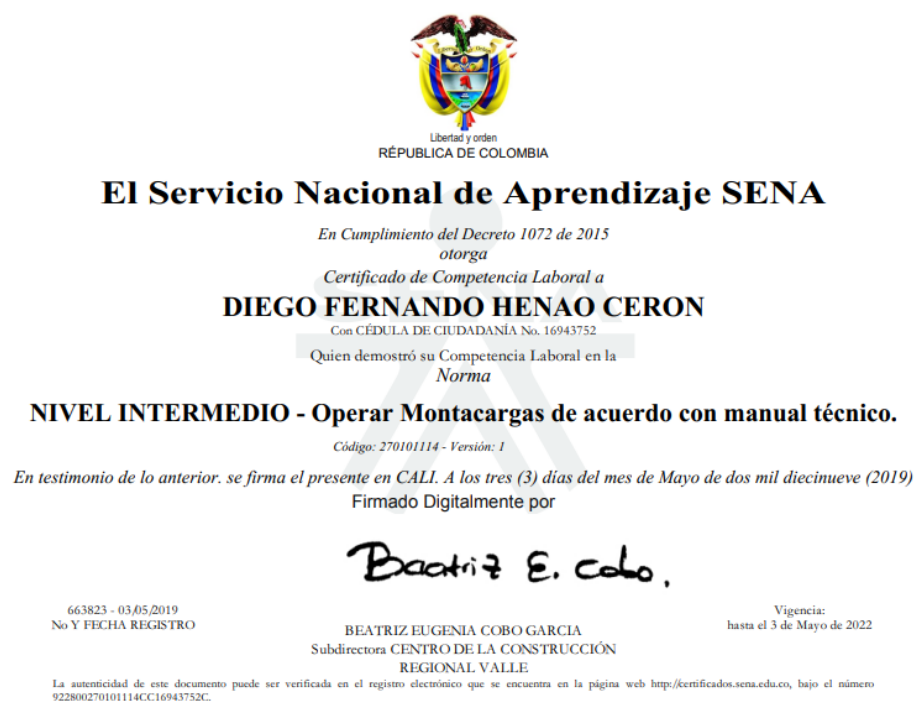 Libertad y orden
RÉPUBLICA DE COLOMBIA
El Servicio Nacional de Aprendizaje SENA
En Cumplimiento del Decreto 1072 de 2015
otorga
Certificado de Competencia Laboral a
SENA
DIEGO FERNANDO HENAO CERON
Con CÉDULA DE CIUDADANÍA No. 16943752
Quien demostró su Competencia Laboral en la
Norma
NIVEL INTERMEDIO - Operar Montacargas de acuerdo con manual técnico.
Código: 270101114 - Versión: 1
En testimonio de lo anterior. se firma el presente en CALI. A los tres (3) días del mes de Mayo de dos mil diecinueve (2019)
Firmado Digitalmente por
Beatriz E. Cobo.
663823 - 03/05/2019
No Y FECHA REGISTRO
BEATRIZ EUGENIA COBO GARCIA
Subdirectora CENTRO DE LA CONSTRUCCIÓN
REGIONAL VALLE
Vigencia:
hasta el 3 de Mayo de 2022
La autenticidad de este documento puede ser verificada en el registro electrónico que se encuentra en la página web http://certificados.sena.edu.co, bajo el número
922800270101114CC16943752C.